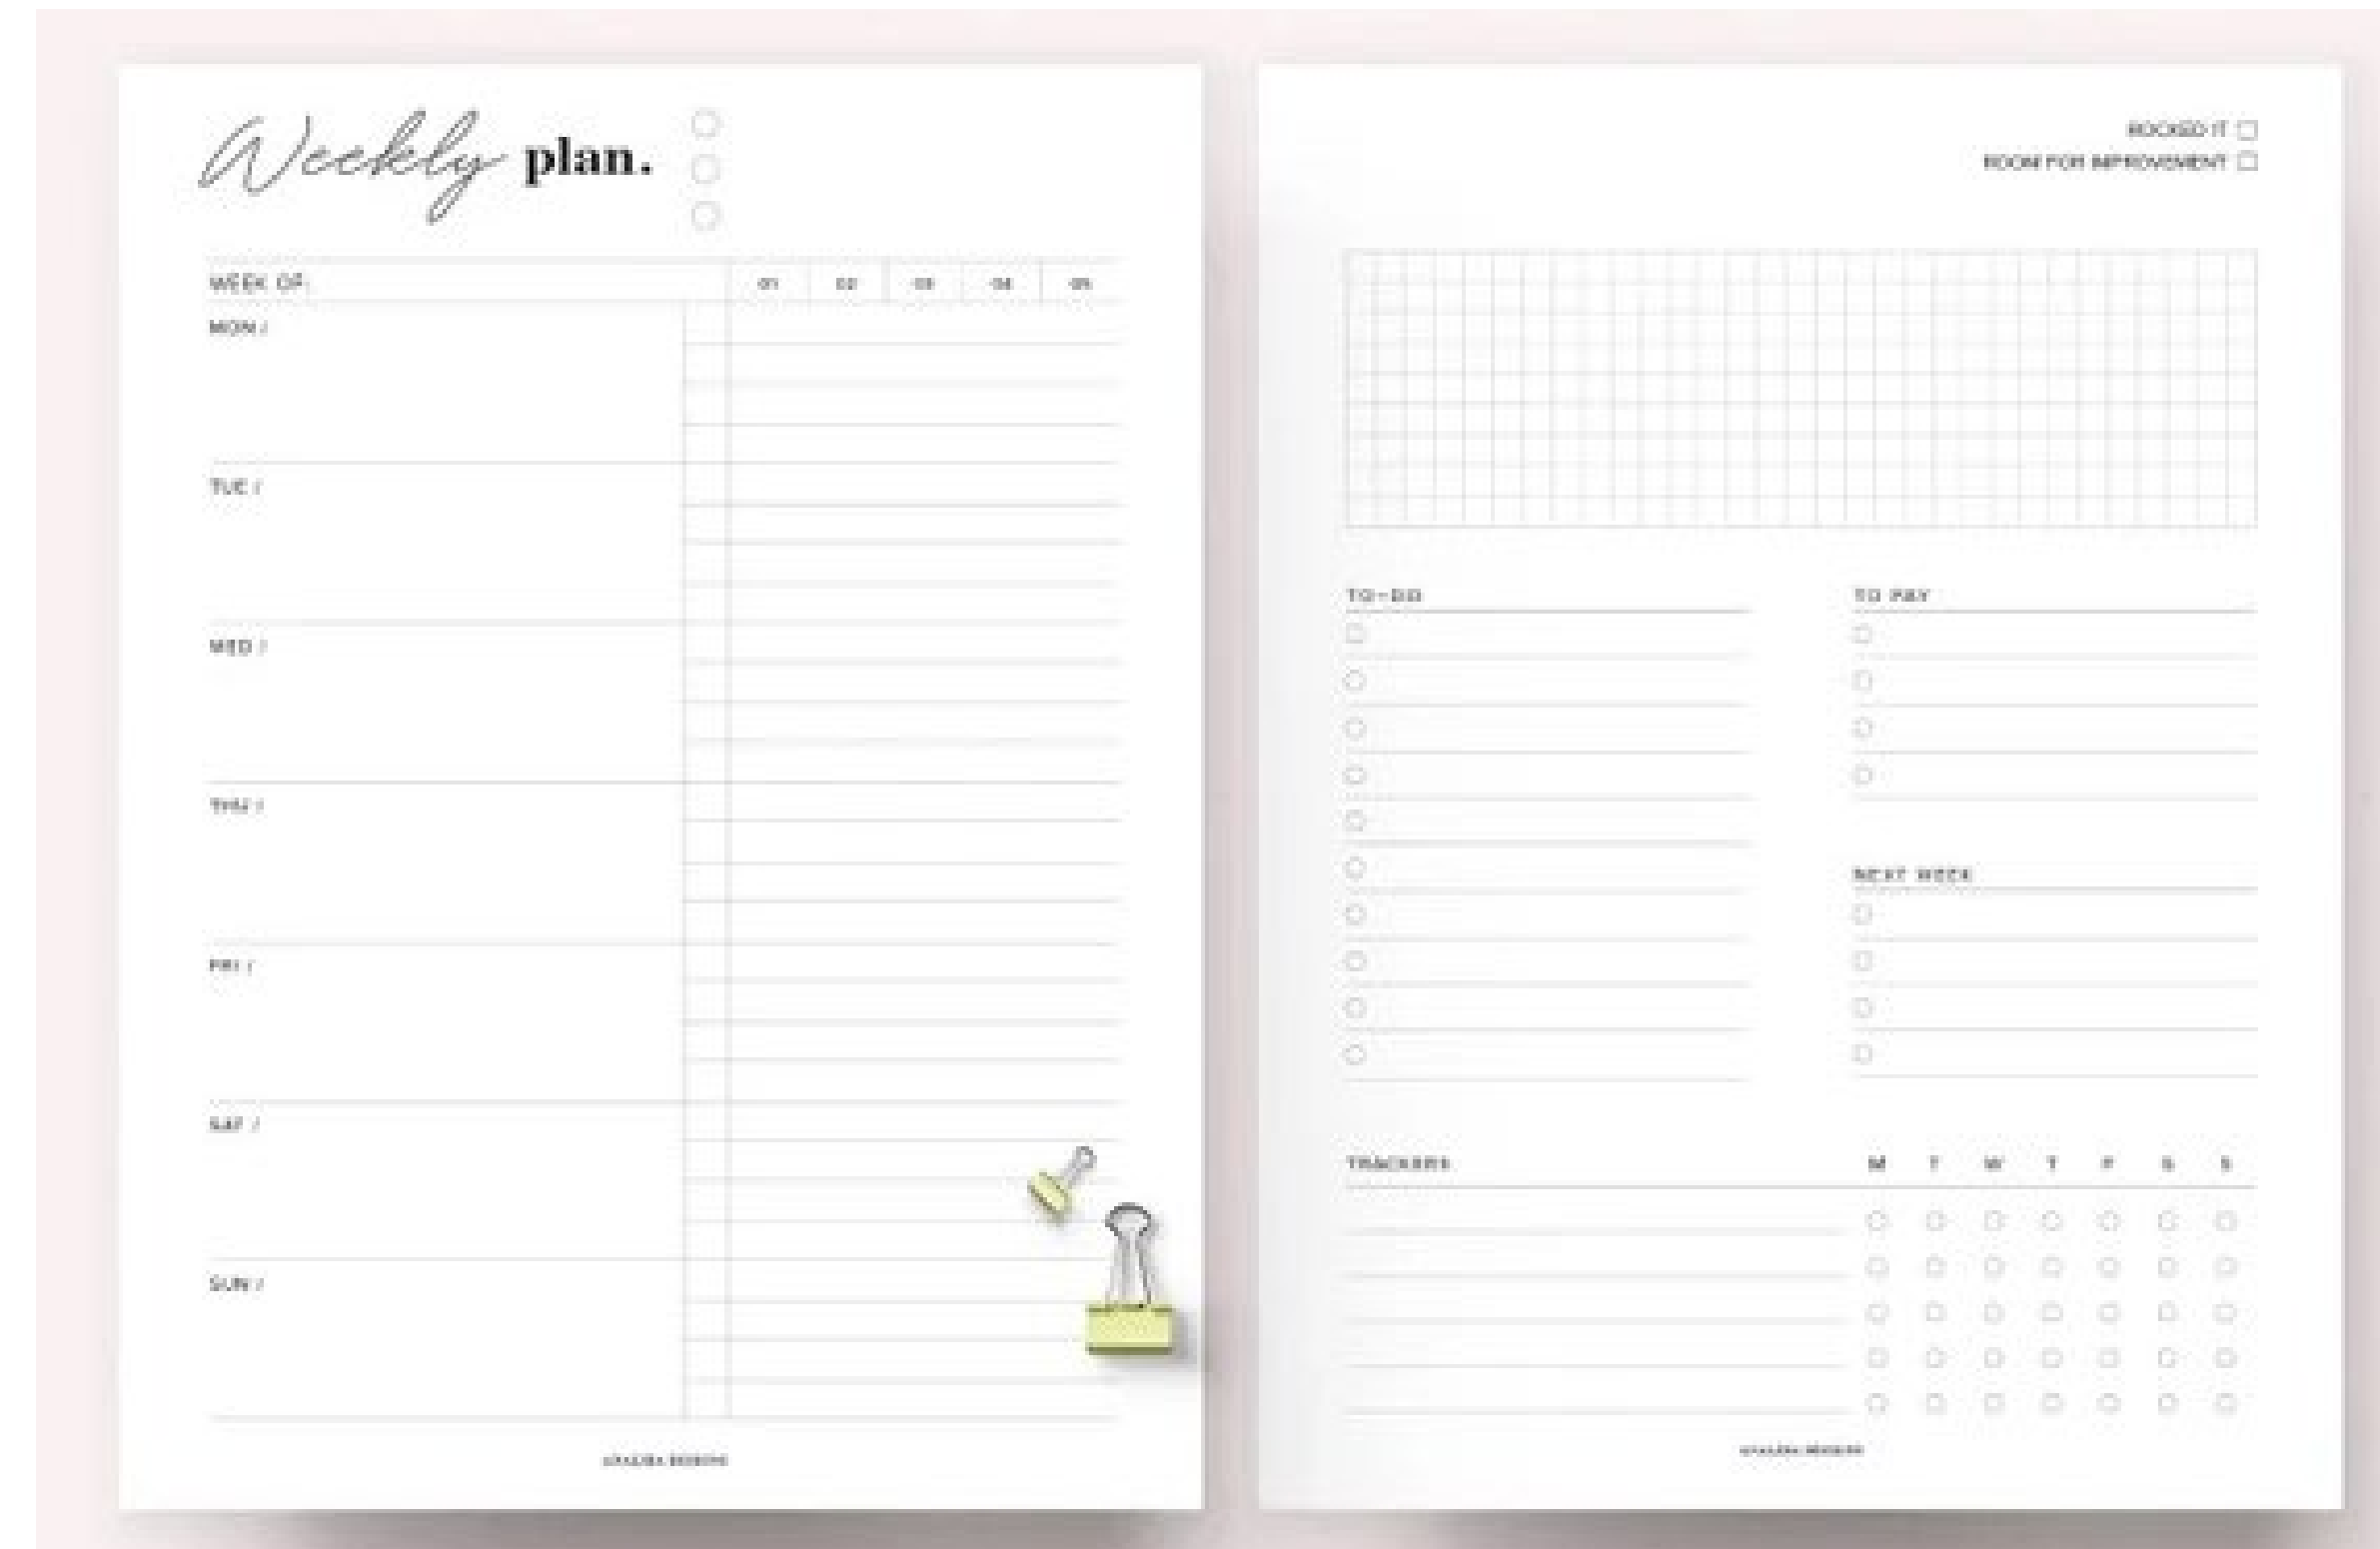 Weekly plan.
WEEK OF:
01 02 03 04 05
MON /
TUE /
WED /
THU /
FRI /
SAT /
SUN /
ROCKED IT
ROOM FOR IMPROVEMENT
TO-DO
TO PAY
NEXT WEEK
TRACKERS M T W T F S S